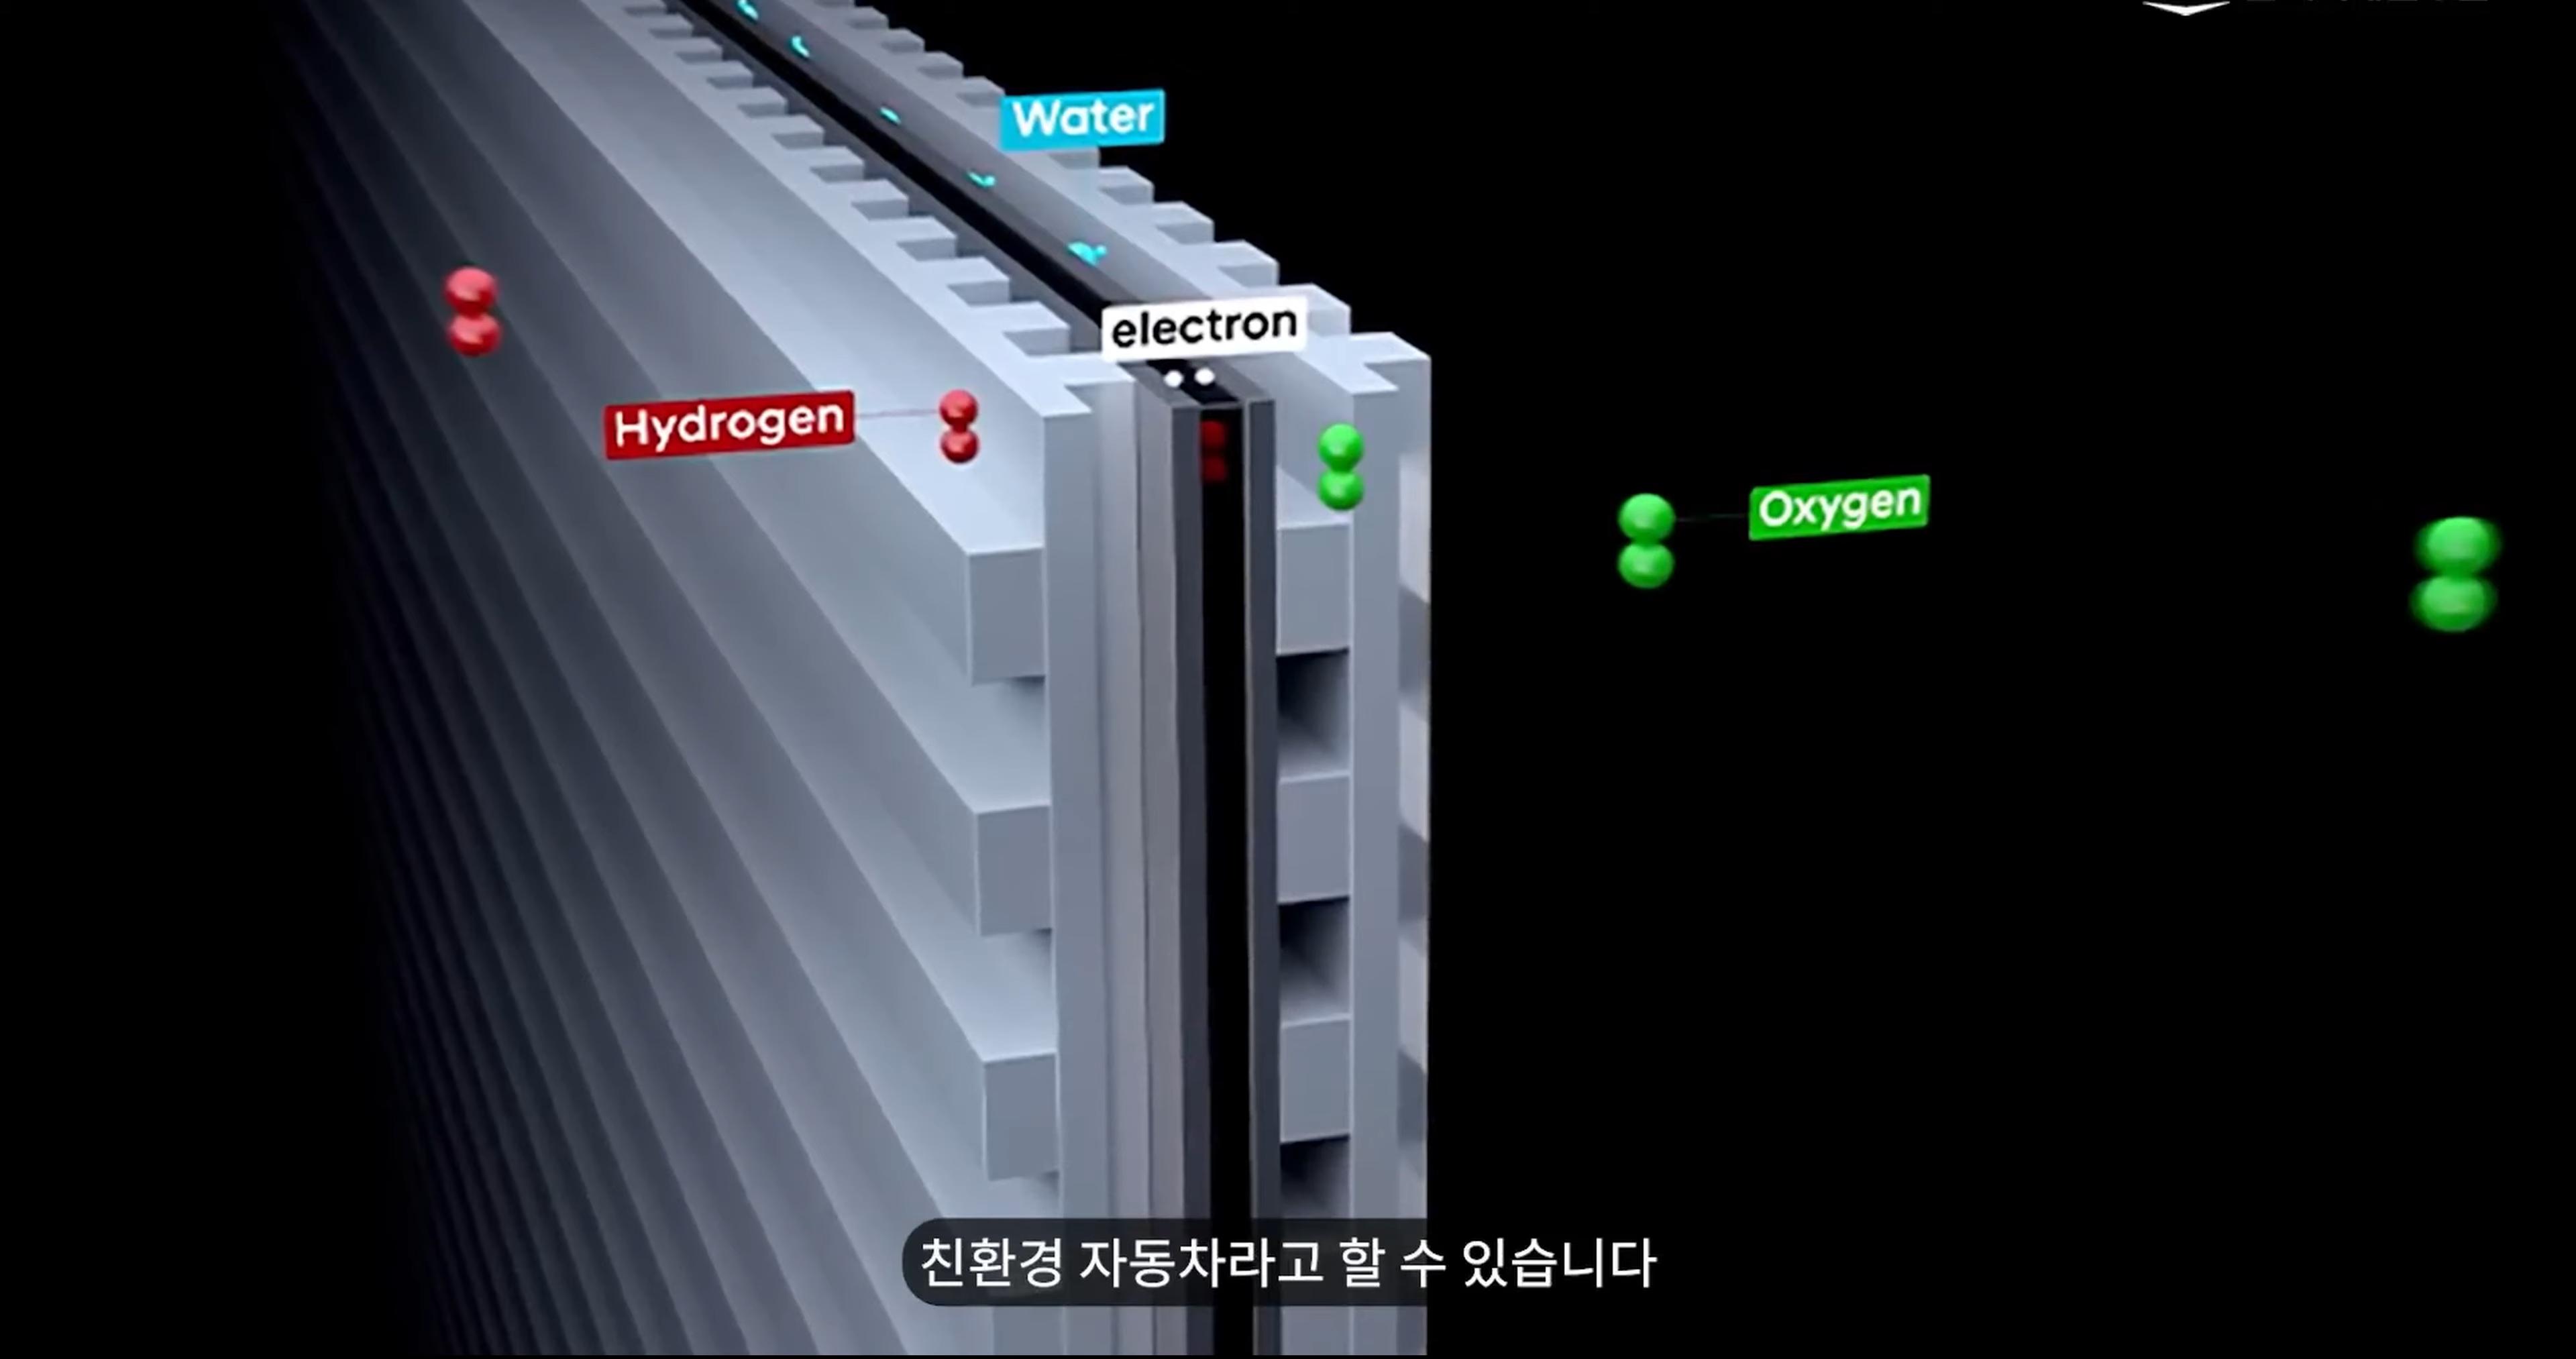 Water
electron
Hydrogen
Oxygen
친환경 자동차라고 할 수 있습니다